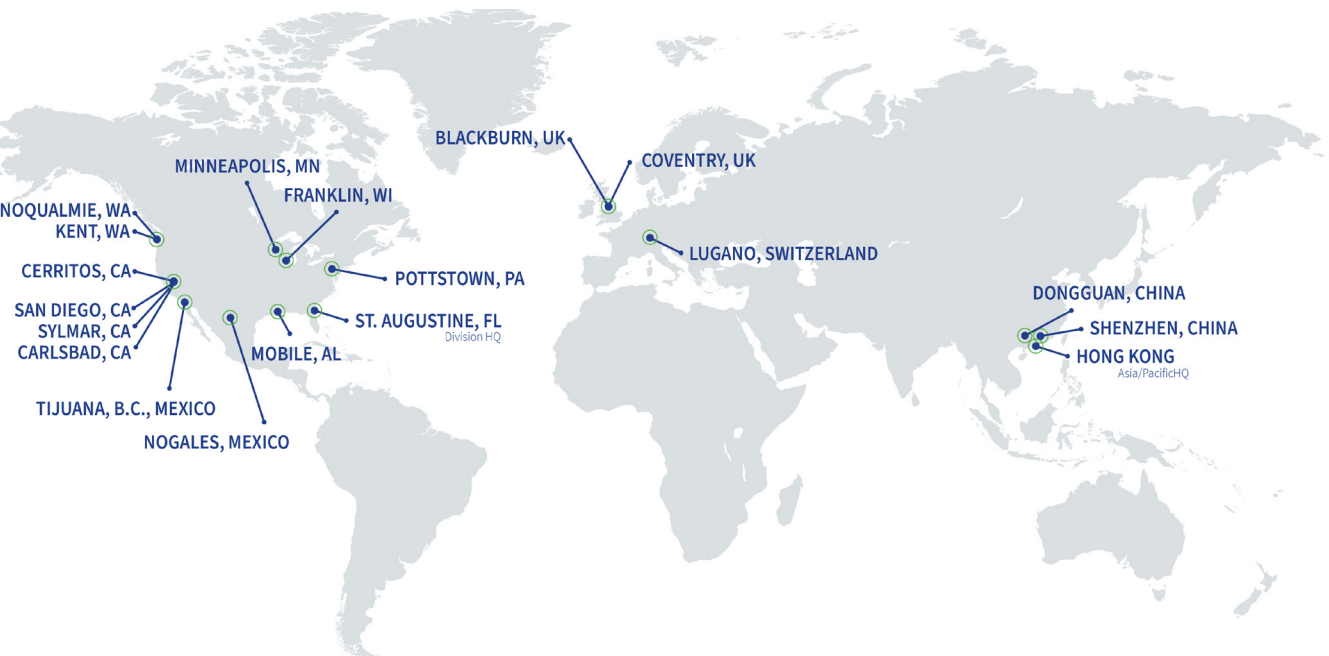 BLACKBURN, UK
COVENTRY, UK
MINNEAPOLIS, MN
FRANKLIN, WI
NOQUALMIE, WA
KENT, WA
CERRITOS, CA
SAN DIEGO, CA
SYLMAR, CA
CARLSBAD, CA
POTTSTOWN, PA
ST. AUGUSTINE, FL
Division HQ
MOBILE, AL
TIJUANA, B.C., MEXICO
NOGALES, MEXICO
LUGANO, SWITZERLAND
DONGGUAN, CHINA
SHENZHEN, CHINA
HONG KONG
Asia/PacificHQ